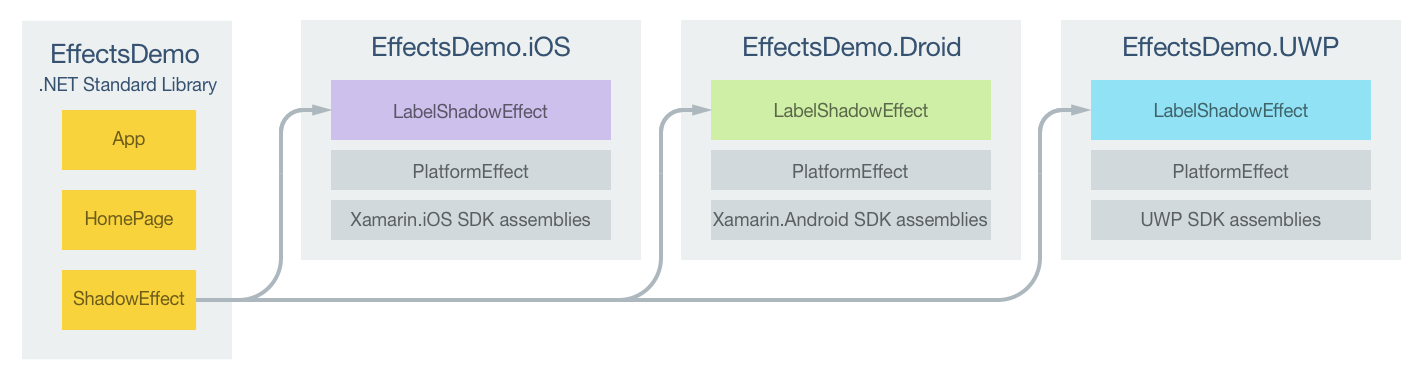 EffectsDemo
.NET Standard Library
App
HomePage
ShadowEffect
EffectsDemo.iOS
LabelShadowEffect
PlatformEffect
Xamarin.iOS SDK assemblies
EffectsDemo.Droid
LabelShadowEffect
PlatformEffect
Xamarin.Android SDK assemblies
EffectsDemo.UWP
LabelShadowEffect
PlatformEffect
UWP SDK assemblies